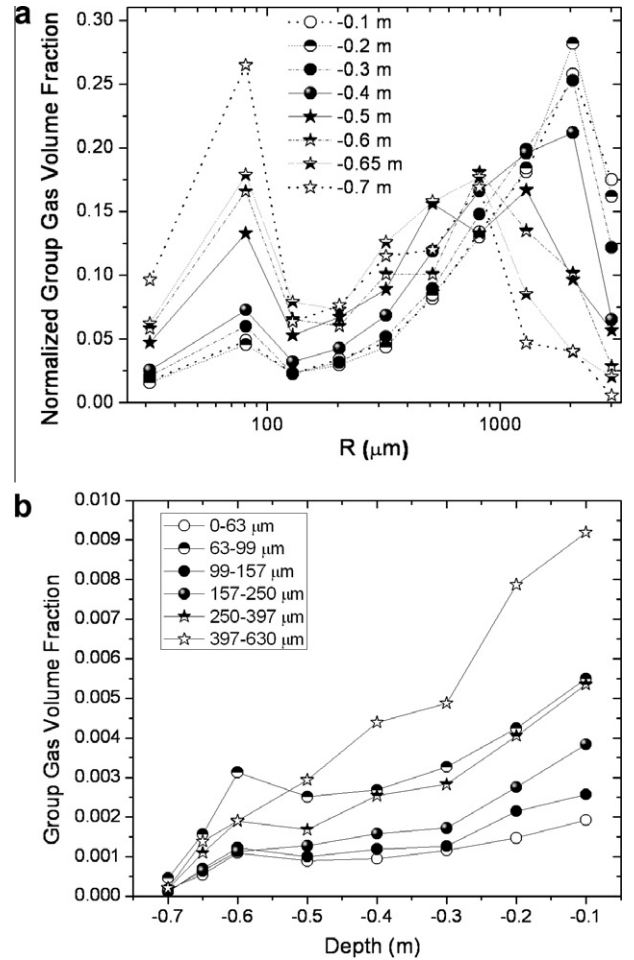 a
0.30
0.25
0.20
0.15
0.10
0.05
0.00
Normalized Group Gas Volume Fraction
-0.1 m
-0.2 m
-0.3 m
-0.4 m
-0.5 m
-0.6 m
-0.65 m
-0.7 m
100
1000
R (μm)
b
0.010
0.009
0.008
0.007
0.006
0.005
0.004
0.003
0.002
0.001
0.000
Group Gas Volume Fraction
0-63 μm
63-99 μm
99-157 μm
157-250 μm
250-397 μm
397-630 μm
-0.7
-0.6
-0.5
-0.4
-0.3
-0.2
-0.1
Depth (m)